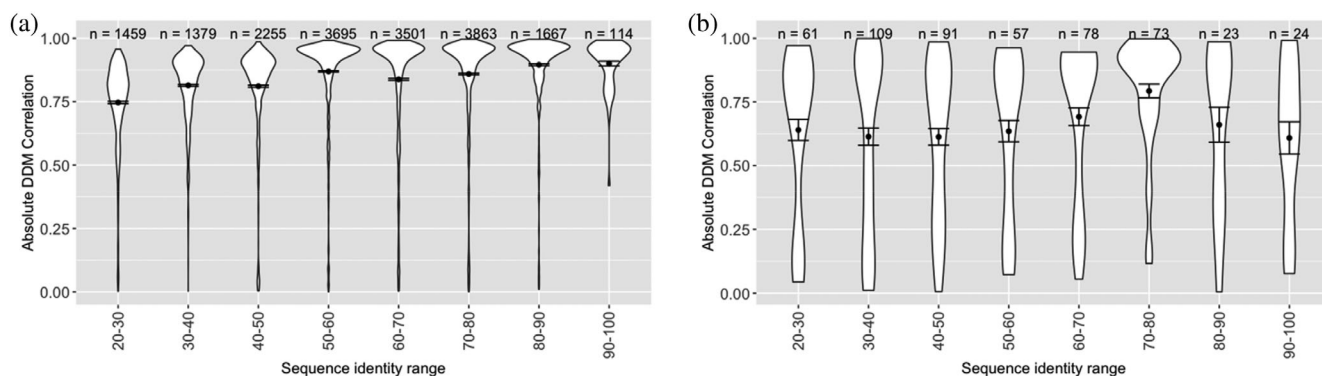 (a)
n = 1459 n = 1379 n = 2255 n = 3695 n = 3501 n = 3863 n = 1667 n = 114
1.00
0.75
0.50
0.25
0.00
Absolute DDM Correlation
20-30 30-40 40-50 50-60 60-70 70-80 80-90 90-100
Sequence identity range
(b)
n = 61 n = 109 n = 91 n = 57 n = 78 n = 73 n = 23 n = 24
1.00
0.75
0.50
0.25
0.00
Absolute DDM Correlation
20-30 30-40 40-50 50-60 60-70 70-80 80-90 90-100
Sequence identity range